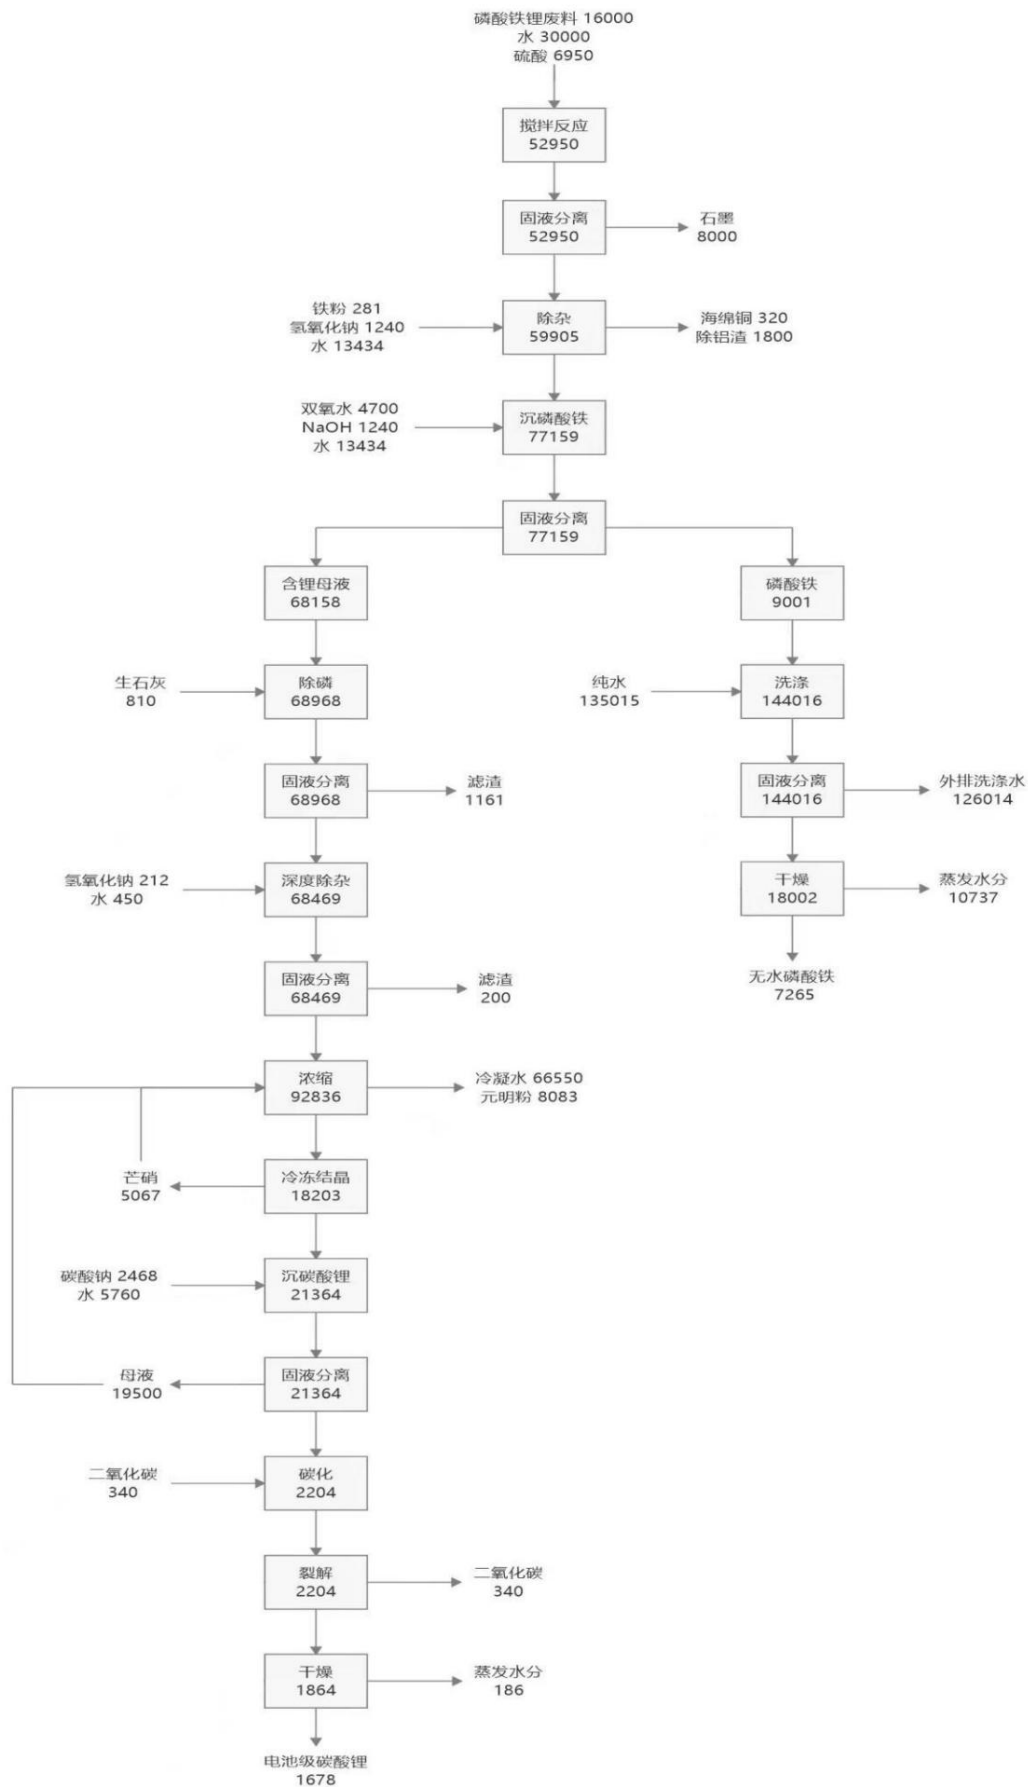 磷酸铁锂废料 16000
水 30000
硫酸 6950
搅拌反应
52950
固液分离
52950
石墨
8000
铁粉 281
氢氧化钠 1240
水 13434
除杂
59905
海绵铜 320
除铝渣 1800
双氧水 4700
NaOH 1240
水 13434
沉磷酸铁
77159
固液分离
77159
含锂母液
68158
磷酸铁
9001
生石灰
810
除磷
68968
纯水
135015
洗涤
144016
固液分离
68968
滤渣
1161
固液分离
144016
外排洗涤水
126014
氢氧化钠 212
水 450
深度除杂
68469
干燥
18002
蒸发水分
10737
固液分离
68469
滤渣
200
无水磷酸铁
7265
浓缩
92836
冷凝水 66550
元明粉 8083
芒硝
5067
冷冻结晶
18203
碳酸钠 2468
水 5760
沉碳酸锂
21364
母液
19500
固液分离
21364
二氧化碳
340
碳化
2204
裂解
2204
二氧化碳
340
干燥
1864
蒸发水分
186
电池级碳酸锂
1678